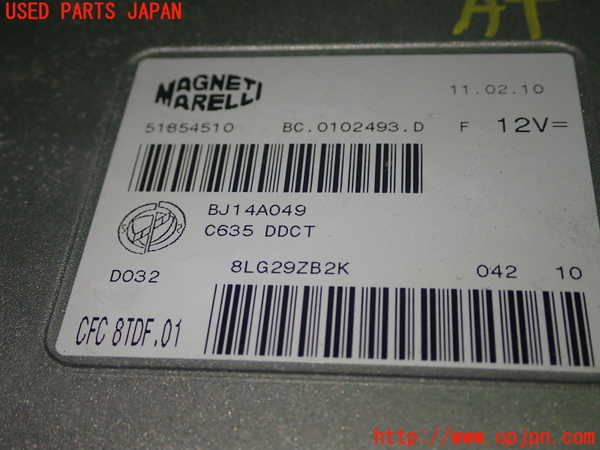 USED PARTS JAPAN
AT
MAGNETI
MARELLI
11.02.10
51854510 BC.0102493.D F 12V=
BJ14A049
C635 DDCT
D032 8LG29ZB2K 042 10
CFC 8TDF.01
http://www.upjpn.com